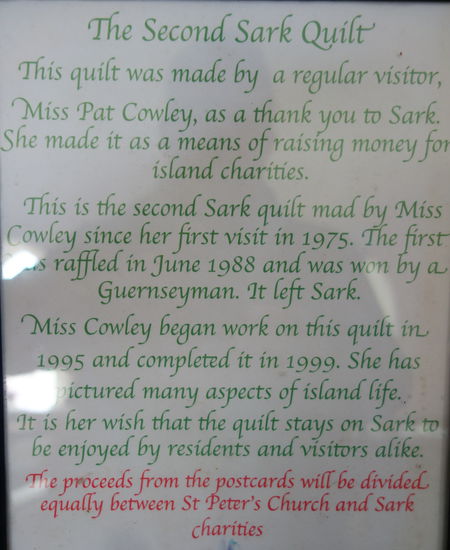 The Second Sark Quilt
This quilt was made by a regular visitor,
Miss Pat Cowley, as a thank you to Sark.
She made it as a means of raising money for
island charities.
This is the second Sark quilt mad by Miss
Cowley since her first visit in 1975. The first
was raffled in June 1988 and was won by a
Guernseyman. It left Sark.
Miss Cowley began work on this quilt in
1995 and completed it in 1999. She has
pictured many aspects of island life.
It is her wish that the quilt stays on Sark to
be enjoyed by residents and visitors alike.
The proceeds from the postcards will be divided
equally between St Peter's Church and Sark
charities